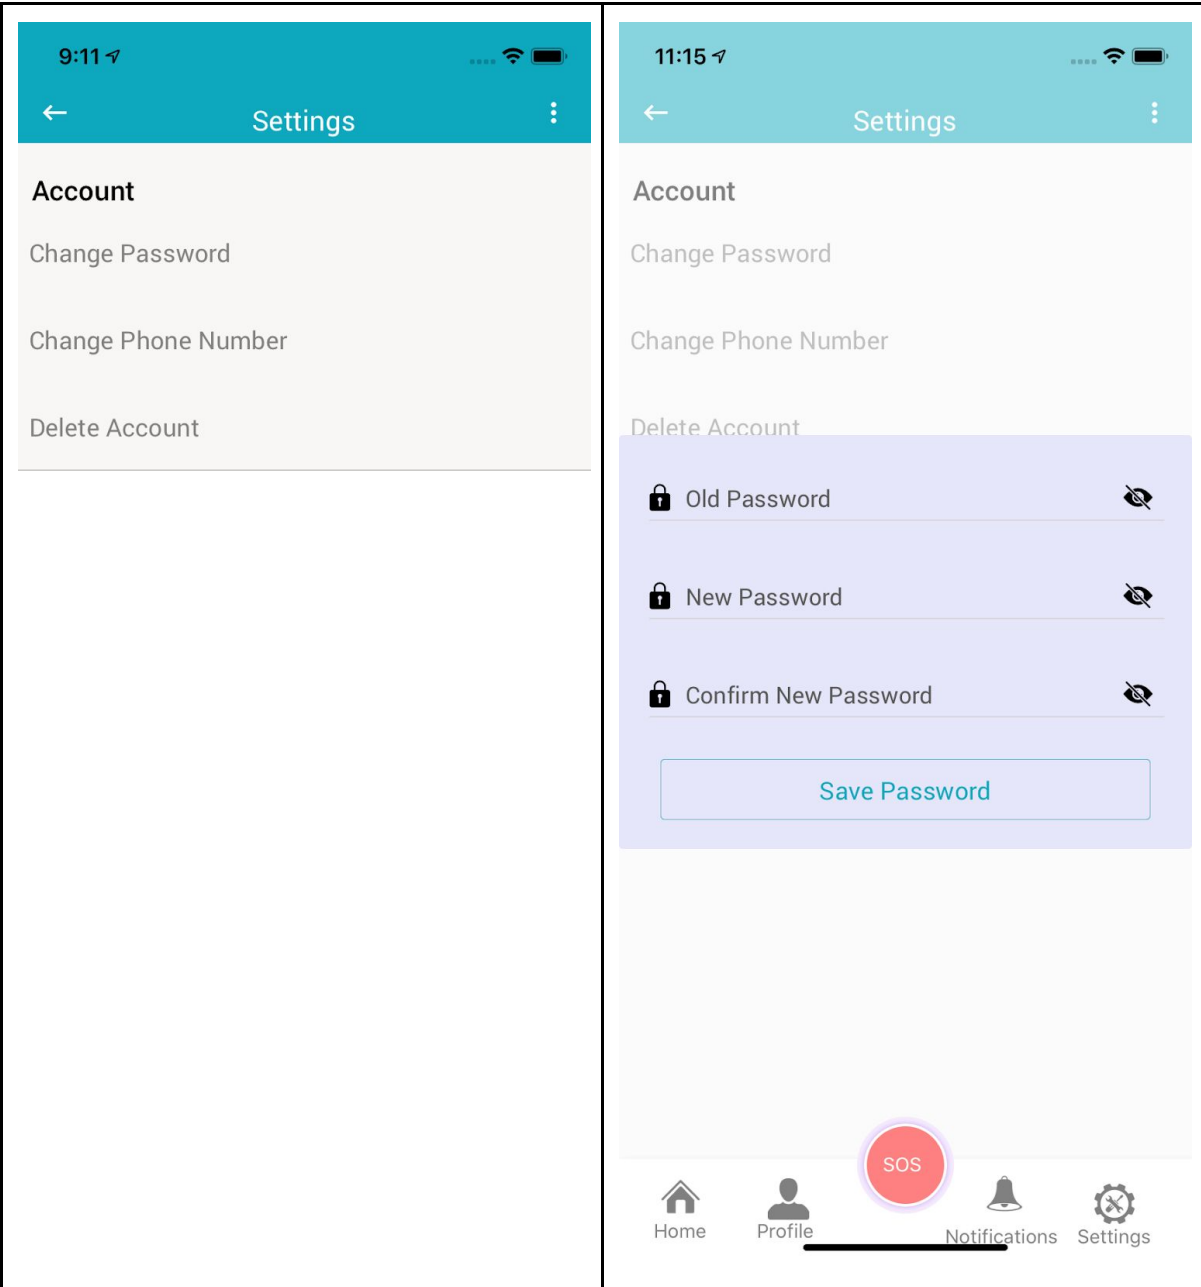 9:11
Settings
Account
Change Password
Change Phone Number
Delete Account
11:15
Settings
Account
Change Password
Change Phone Number
Delete Account
Old Password
New Password
Confirm New Password
Save Password
SOS
Home
Profile
Notifications
Settings